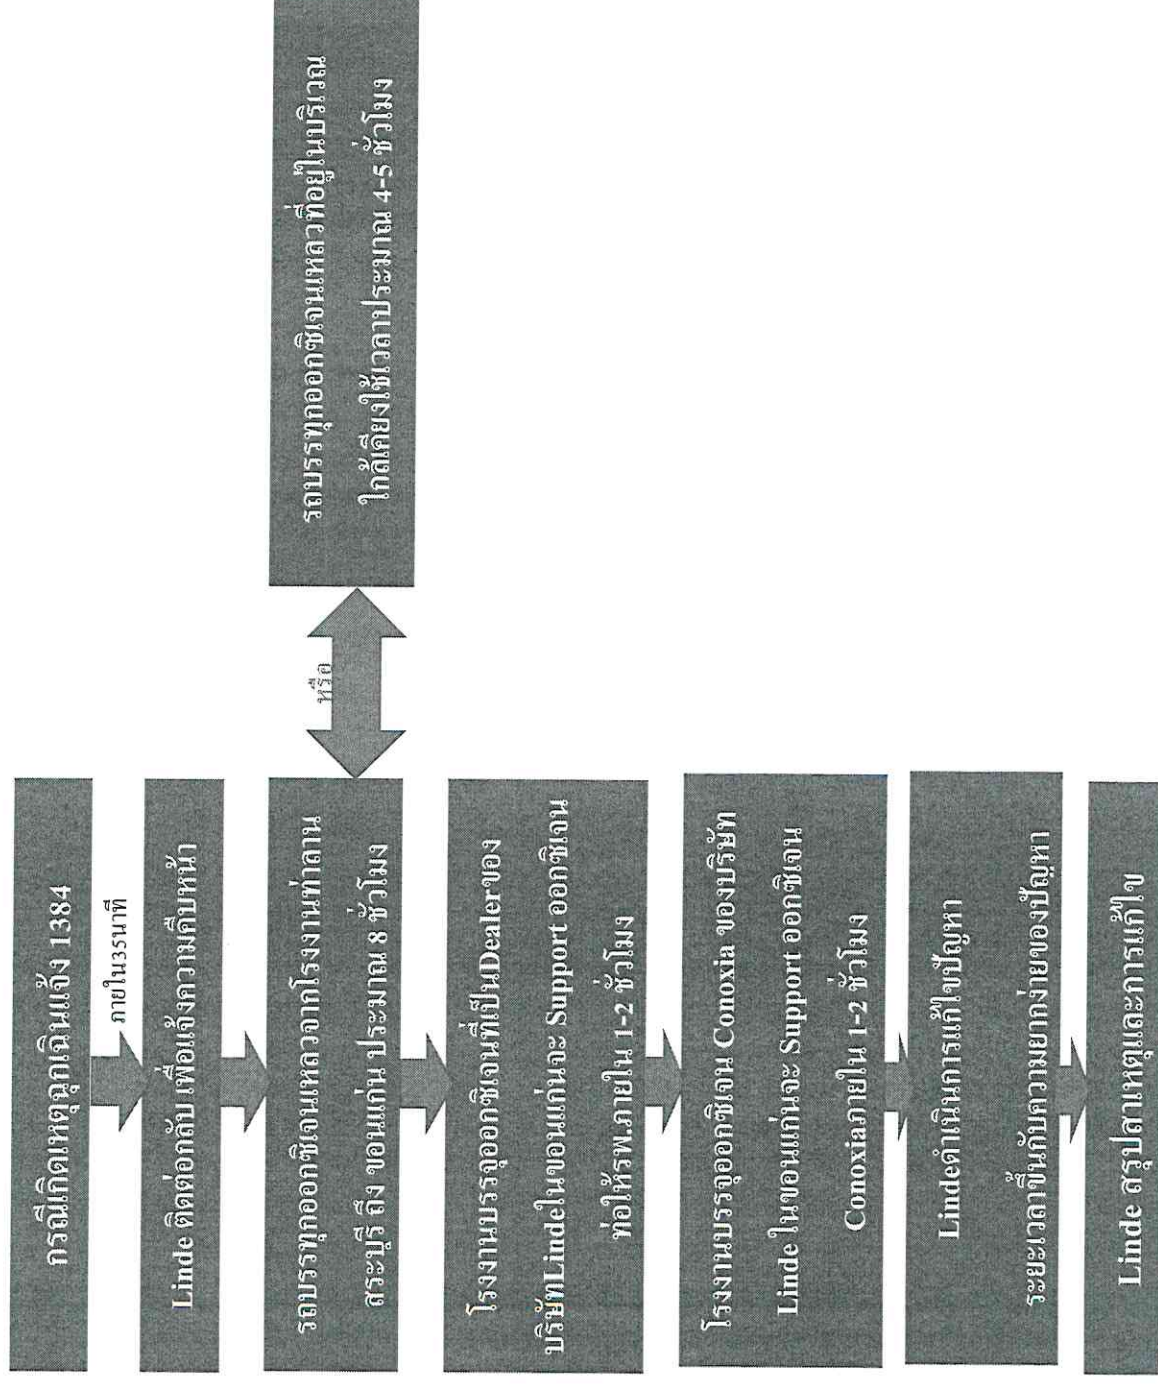 กรณีเกิดเหตุฉุกเฉินแจ้ง 1384
ภายใน35นาที
Linde ติดต่อกลับ เพื่อแจ้งความคืบหน้า
รถบรรทุกออกซิเจนเหลวจากโรงงานท่าลาน
สระบุรี ถึง ขอนแก่น ประมาณ8 ชั่วโมง
หรือ
รถบรรทุกออกซิเจนเหลวที่อยู่ในบริเวณ
ใกล้เคียงใช้เวลาประมาณ 4-5 ชั่วโมง
โรงงานบรรจุออกซิเจนที่เป็นDealerของ
บริษัทLindeในขอนแก่นจะ Support ออกซิเจน
ท่อให้รพ.ภายใน 1-2 ชั่วโมง
โรงงานบรรจุออกซิเจน Conoxia ของบริษัท
Linde ในขอนแก่นจะ Support ออกซิเจน
Conoxiaภายใน 1-2 ชั่วโมง
Lindeดำเนินการแก้ไขปัญหา
ระยะเวลาขึ้นกับความยากง่ายของปัญหา
Linde สรุปสาเหตุและการแก้ไข